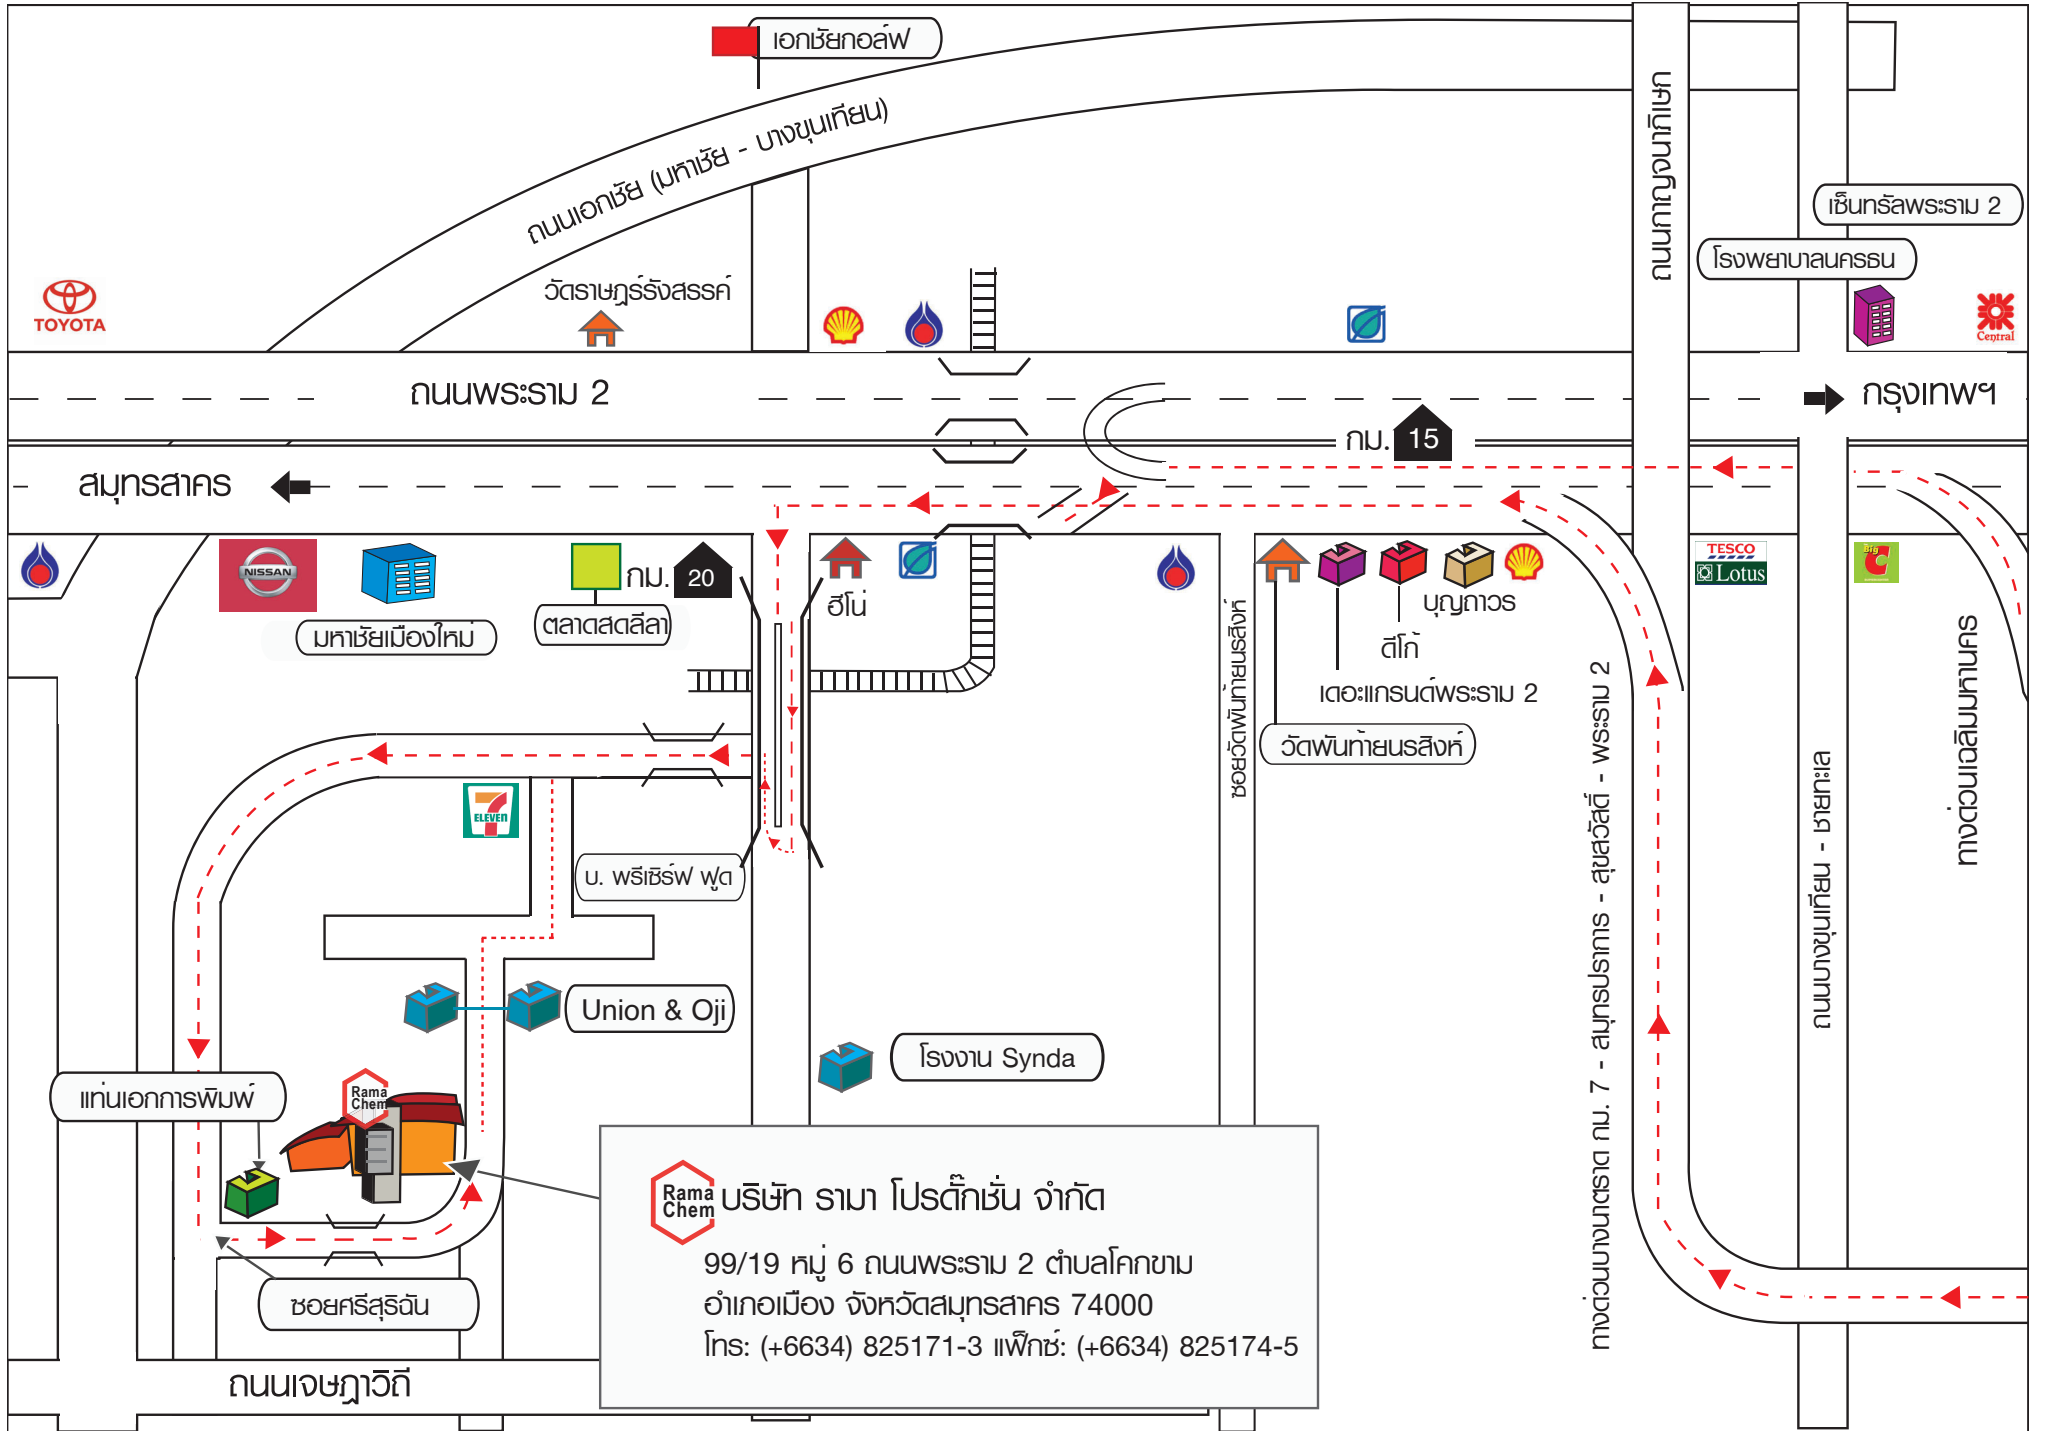 เอกชัยกอล์ฟ
ถนนเอกชัย (มหาชัย - บางขุนเทียน)
ถนนกาญจนาภิเษก
เซ็นทรัลพระราม 2
โรงพยาบาลนครธน
TOYOTA
วัดราษฎร์รังสรรค์
Central
ถนนพระราม 2
กรุงเทพฯ
กม. 15
สมุทรสาคร
NISSAN
มหาชัยเมืองใหม่
ตลาดสดลีลา
กม. 20
ฮีโน่
ซอยวัดพันท้ายนรสิงห์
บุญถาวร
ดีโก้
เดอะแกรนด์พระราม 2
วัดพันท้ายนรสิงห์
TESCO
Lotus
Big C
ทางด่วนบางนาตราด กม. 7 - สมุทรปราการ - สุขสวัสดิ์ - พระราม 2
ถนนบางขุนเทียน - ชายทะเล
ทางด่วนเฉลิมมหานคร
7
ELEVEN
บ. พรีเซิร์ฟ ฟูด
Union & Oji
โรงงาน Synda
แท่นเอกการพิมพ์
Rama
Chem
ซอยศรีสุริฉัน
ถนนเจษฎาวิถี
Rama
Chem
บริษัท รามา โปรดั๊กชั่น จำกัด
99/19 หมู่ 6 ถนนพระราม 2 ตำบลโคกขาม
อำเภอเมือง จังหวัดสมุทรสาคร 74000
โทร: (+6634) 825171-3 แฟ็กซ์: (+6634) 825174-5